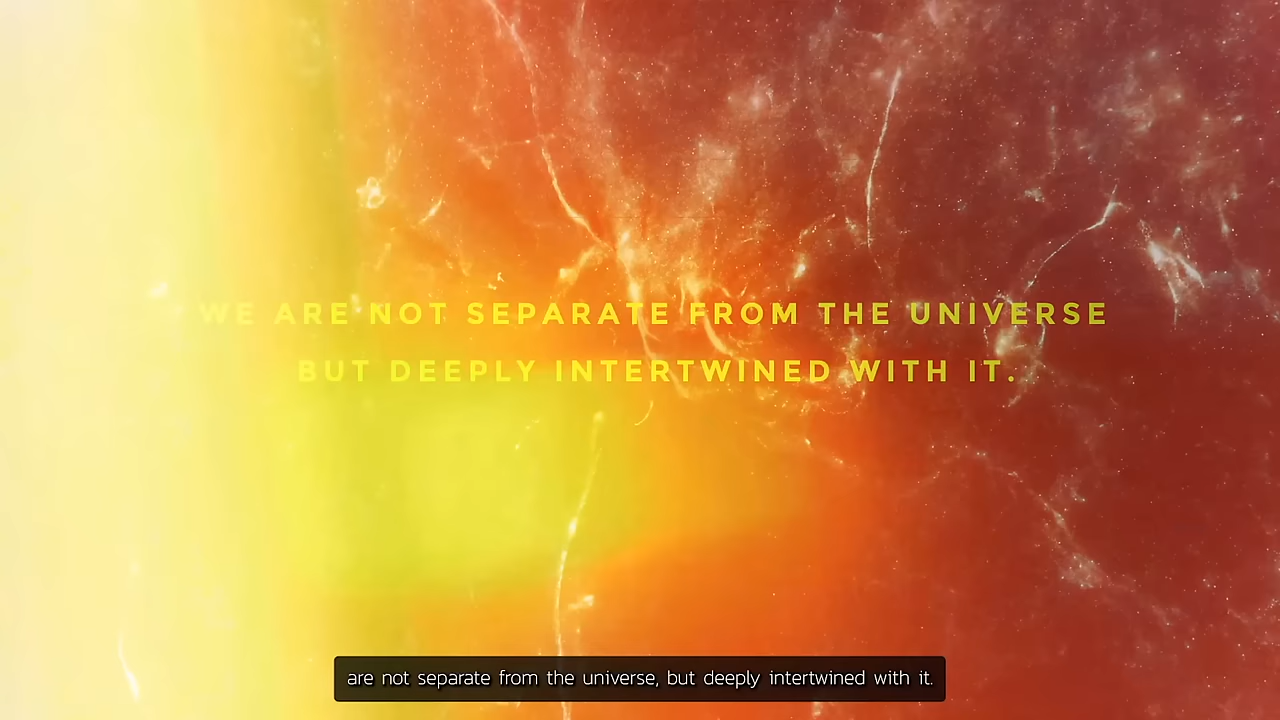 WE ARE NOT SEPARATE FROM THE UNIVERSE
BUT DEEPLY INTERTWINED WITH IT.
are not separate from the universe, but deeply intertwined with it.